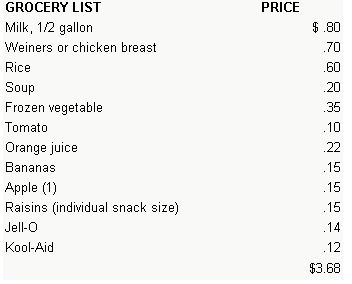 GROCERY LIST PRICE
Milk, 1/2 gallon $ .80
Weiners or chicken breast .70
Rice .60
Soup .20
Frozen vegetable .35
Tomato .10
Orange juice .22
Bananas .15
Apple (1) .15
Raisins (individual snack size) .15
Jell-O .14
Kool-Aid .12
$3.68